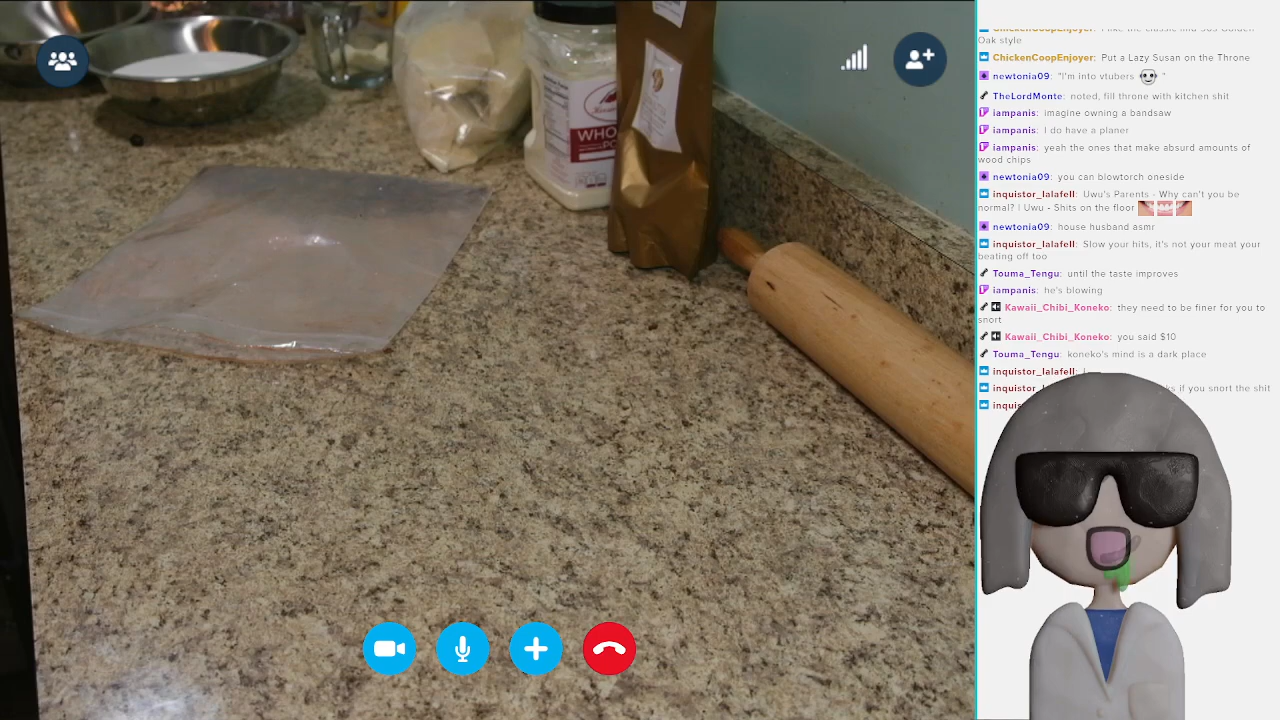 Oak style
ChickenCoopEnjoyer: Put a Lazy Susan on the Throne
newtonia09: "I'm into vtubers "
TheLordMonte: noted, fill throne with kitchen shit
iampanis: imagine owning a bandsaw
iampanis: I do have a planer
iampanis: yeah the ones that make absurd amounts of
wood chips
newtonia09: you can blowtorch oneside
inquistor_lalafell: Uwu's Parents - Why can't you be
normal? | Uwu - Shits on the floor
newtonia09: house husband asmr
inquistor_lalafell: Slow your hits, it's not your meat your
beating off too
Touma_Tengu: until the taste improves
iampanis: he's blowing
Kawaii_Chibi_Koneko: they need to be finer for you to
snort
Kawaii_Chibi_Koneko: you said $10
Touma_Tengu: koneko's mind is a dark place
inquistor_lalafell:
if you snort the shit
WHO